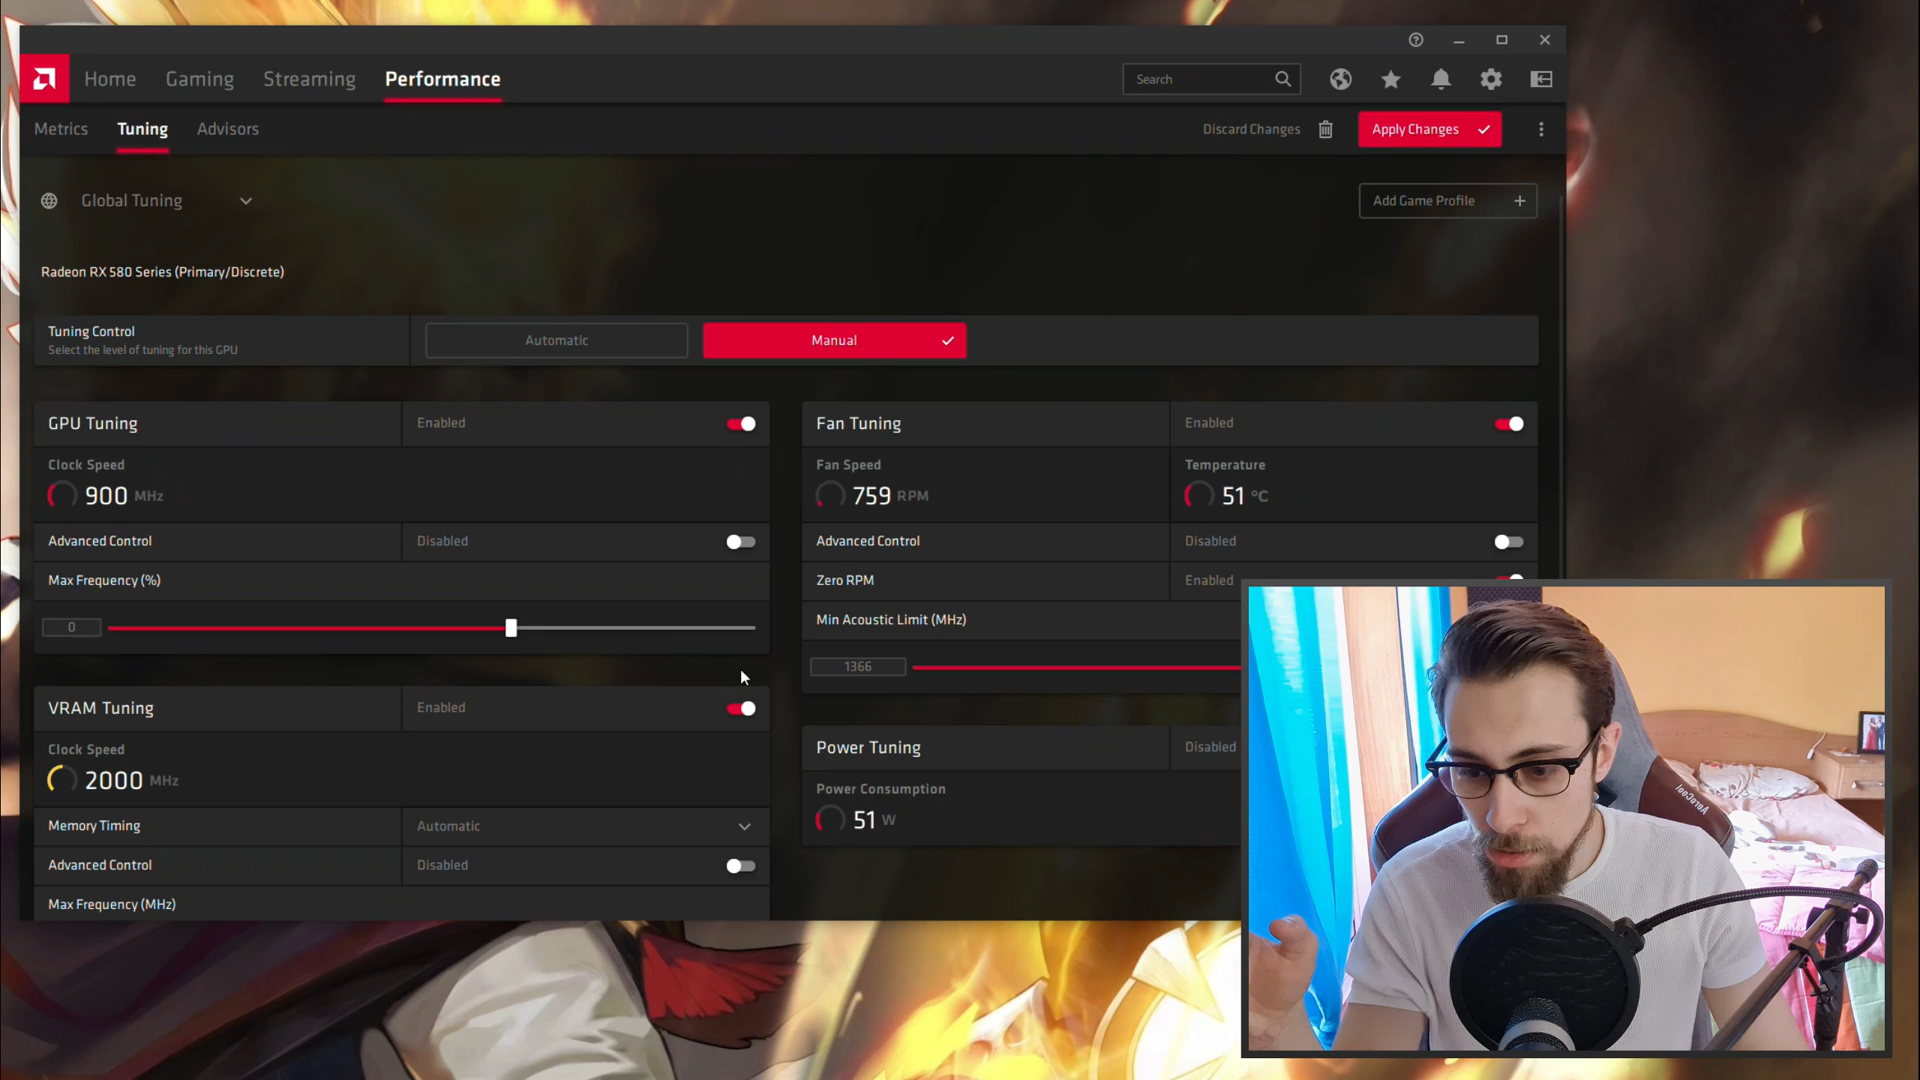 Home Gaming Streaming Performance Search
Metrics Tuning Advisors Discard Changes Apply Changes
Global Tuning Add Game Profile +
Radeon RX 580 Series (Primary/Discrete)
Tuning Control
Select the level of tuning for this GPU
Automatic Manual
GPU Tuning Enabled
Clock Speed
900 MHz
Advanced Control Disabled
Max Frequency (%)
0
VRAM Tuning Enabled
Clock Speed
2000 MHz
Memory Timing Automatic
Advanced Control Disabled
Max Frequency (MHz)
Fan Tuning Enabled
Fan Speed Temperature
759 RPM 51 °C
Advanced Control Disabled
Zero RPM Enabled
Min Acoustic Limit (MHz)
1366
Power Tuning Disabled
Power Consumption
51 W
AeroCool